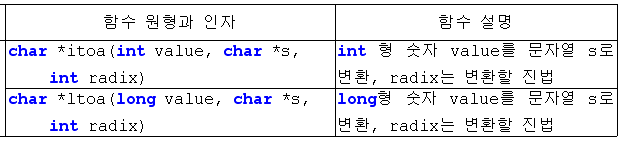 함수 원형과 인자
함수 설명
char *itoa(int value, char *s,
int radix)
int 형 숫자 value를 문자열 s로
변환, radix는 변환할 진법
char *ltoa(long value, char *s,
int radix)
long형 숫자 value를 문자열 s로
변환, radix는 변환할 진법